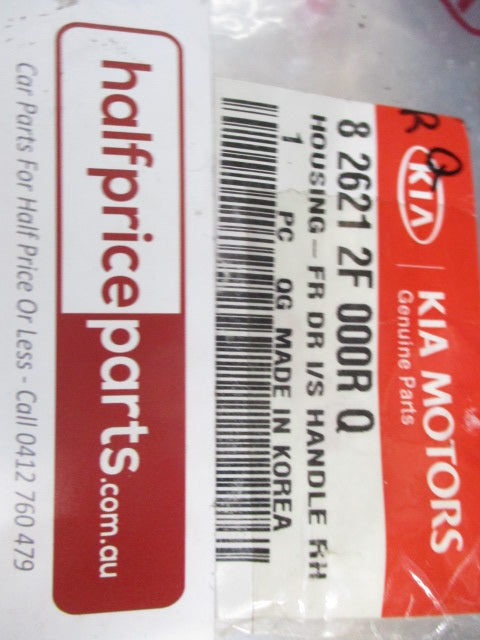 R Q
KIA
KIA MOTORS
Genuine Parts
8 2621 2F 000R Q
HOUSING-FR DR I/S HANDLE RH
1 PC OG MADE IN KOREA
halfpriceparts.com.au
Car Parts For Half Price Or Less - Call 0412 760 479